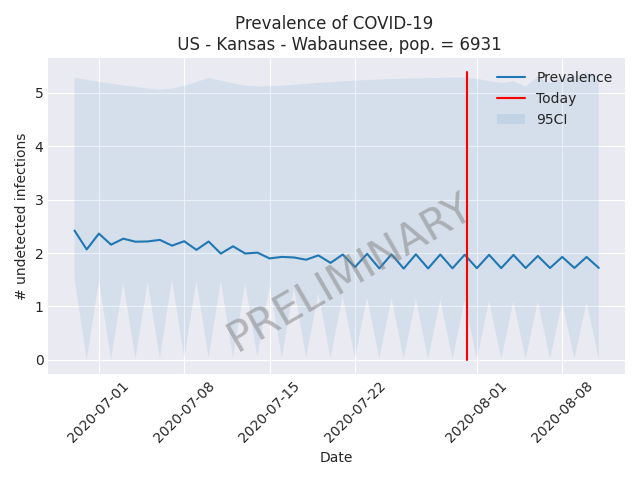 Prevalence of COVID-19
US - Kansas - Wabaunsee, pop. = 6931
Prevalence
Today
95CI
# undetected infections
5
4
3
2
1
0
PRELIMINARY
2020-07-01
2020-07-08
2020-07-15
2020-07-22
2020-08-01
2020-08-08
Date